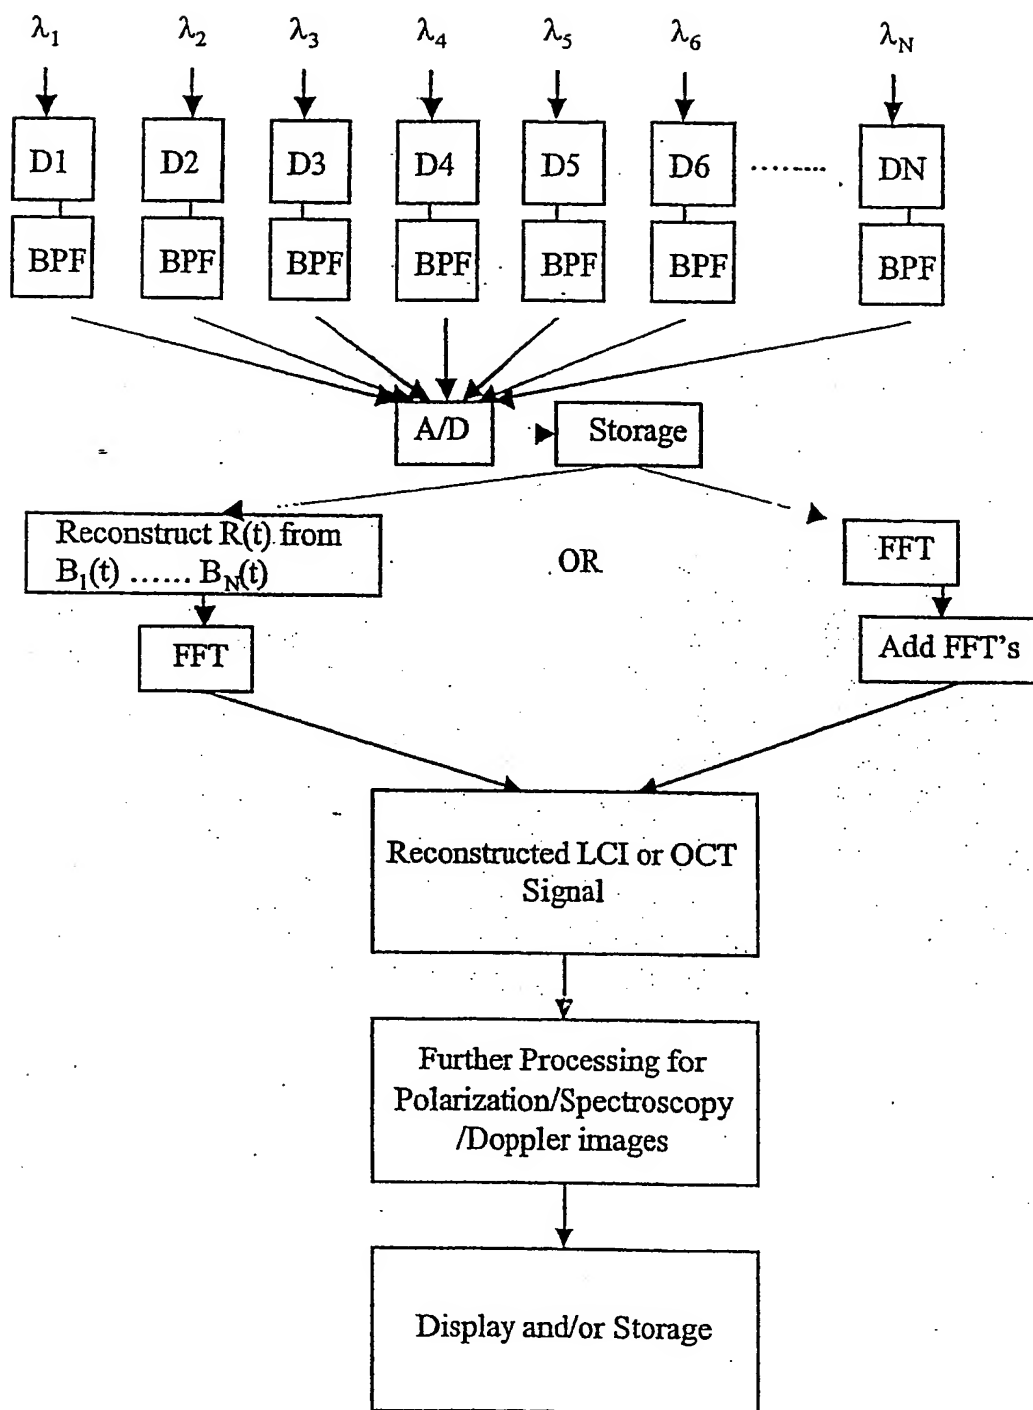 λ1 λ2 λ3 λ4 λ5 λ6 λN
D1 D2 D3 D4 D5 D6 ......... DN
BPF BPF BPF BPF BPF BPF BPF
A/D Storage
Reconstruct R(t) from
B1(t) ...... BN(t)
OR
FFT
FFT
Add FFT's
Reconstructed LCI or OCT
Signal
Further Processing for
Polarization/Spectroscopy
/Doppler images
Display and/or Storage